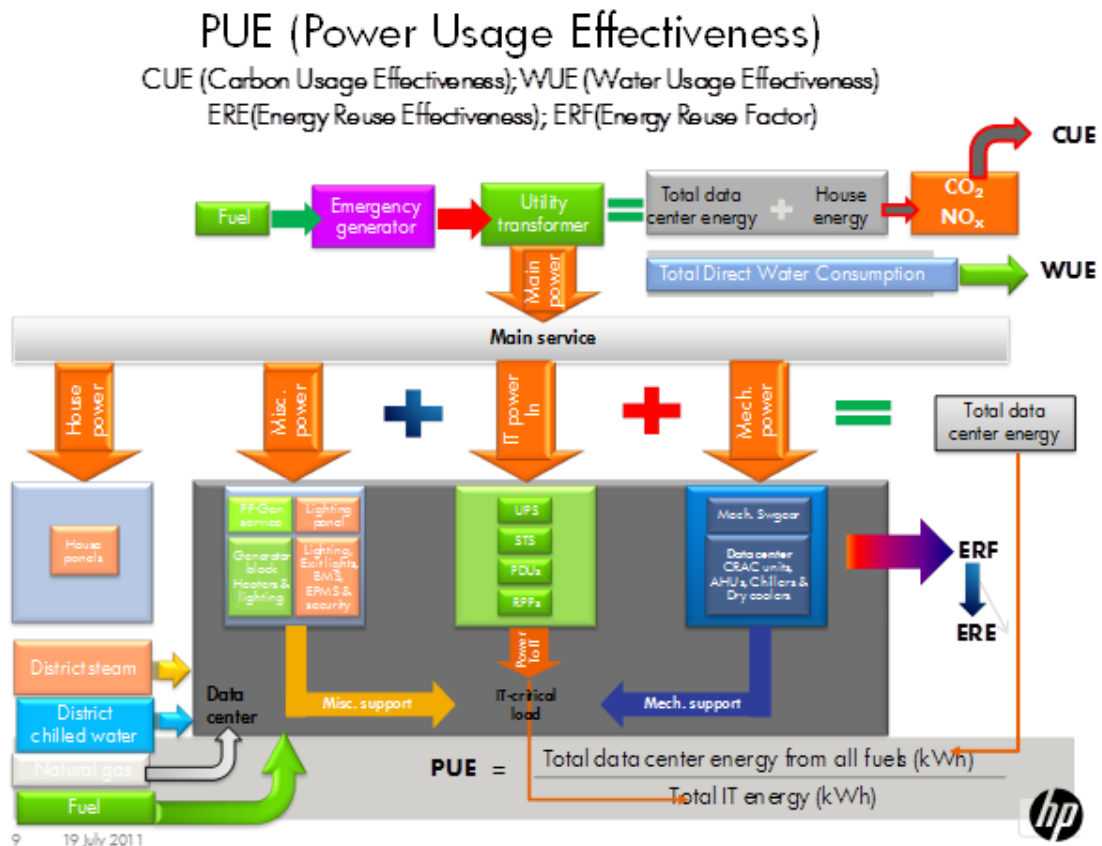 PUE (Power Usage Effectiveness)
CUE (Carbon Usage Effectiveness); WUE (Water Usage Effectiveness)
ERE(Energy Reuse Effectiveness); ERF(Energy Reuse Factor)
CUE
Fuel
Emergency
generator
Utility
transformer
Total data
center energy
House
energy
CO₂
NOₓ
Main
power
Total Direct Water Consumption
WUE
Main service
House
power
Misc.
power
IT power
In
Mech.
power
Total data
center energy
House
panels
PP-Gen
service
Lighting
panel
Generator
block
Heaters &
lighting
Lighting,
Exit lights,
BMS,
EPMS &
security
UPS
STS
PDUs
RPPs
Mech. Swgear
Data center
CRAC units,
AHUs, Chillers &
Dry coolers
ERF
ERE
Power
To IT
District steam
District
chilled water
Natural gas
Fuel
Data
center
Misc. support
IT-critical
load
Mech. support
PUE =
Total data center energy from all fuels (kWh)
Total IT energy (kWh)
hp
9 19 July 2011